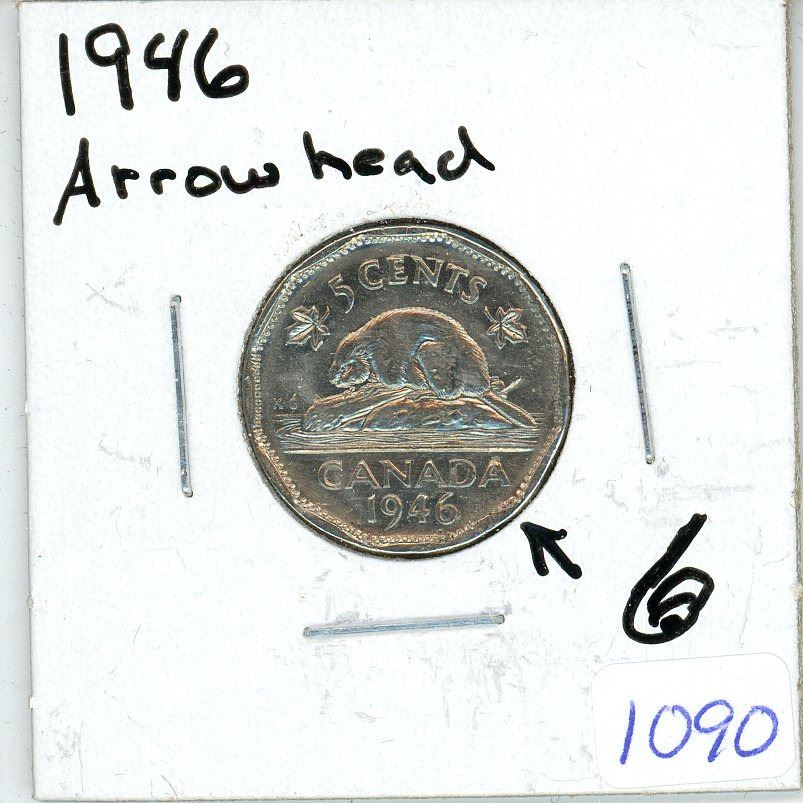 1946
Arrowhead
5 CENTS
K G
CANADA
1946
6
1090